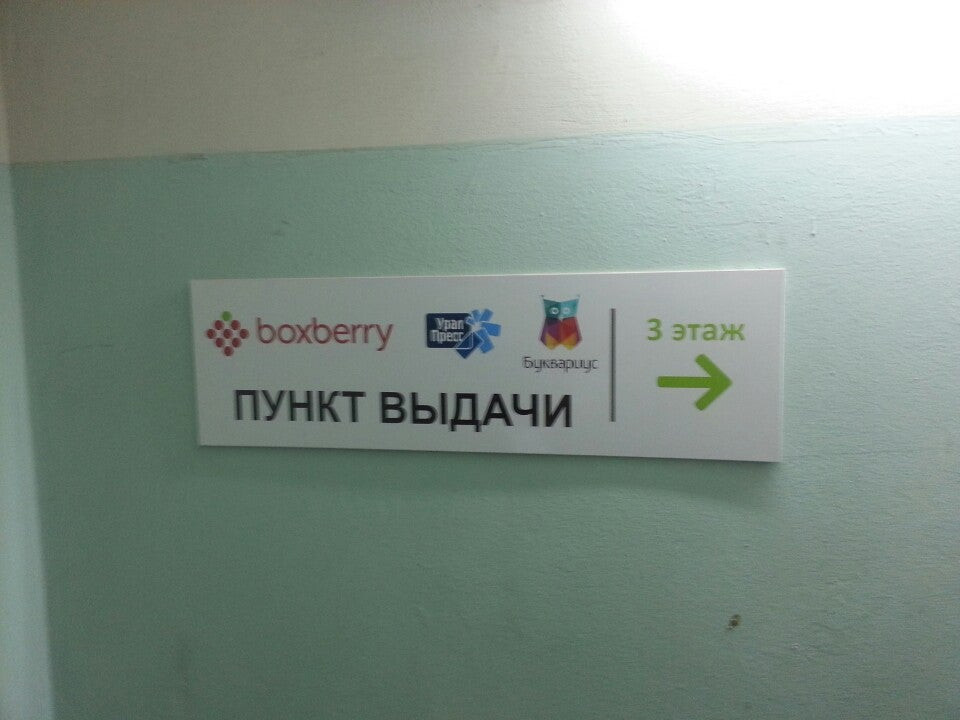 boxberry
Урал
Пресс
Буквариус
ПУНКТ ВЫДАЧИ
3 этаж